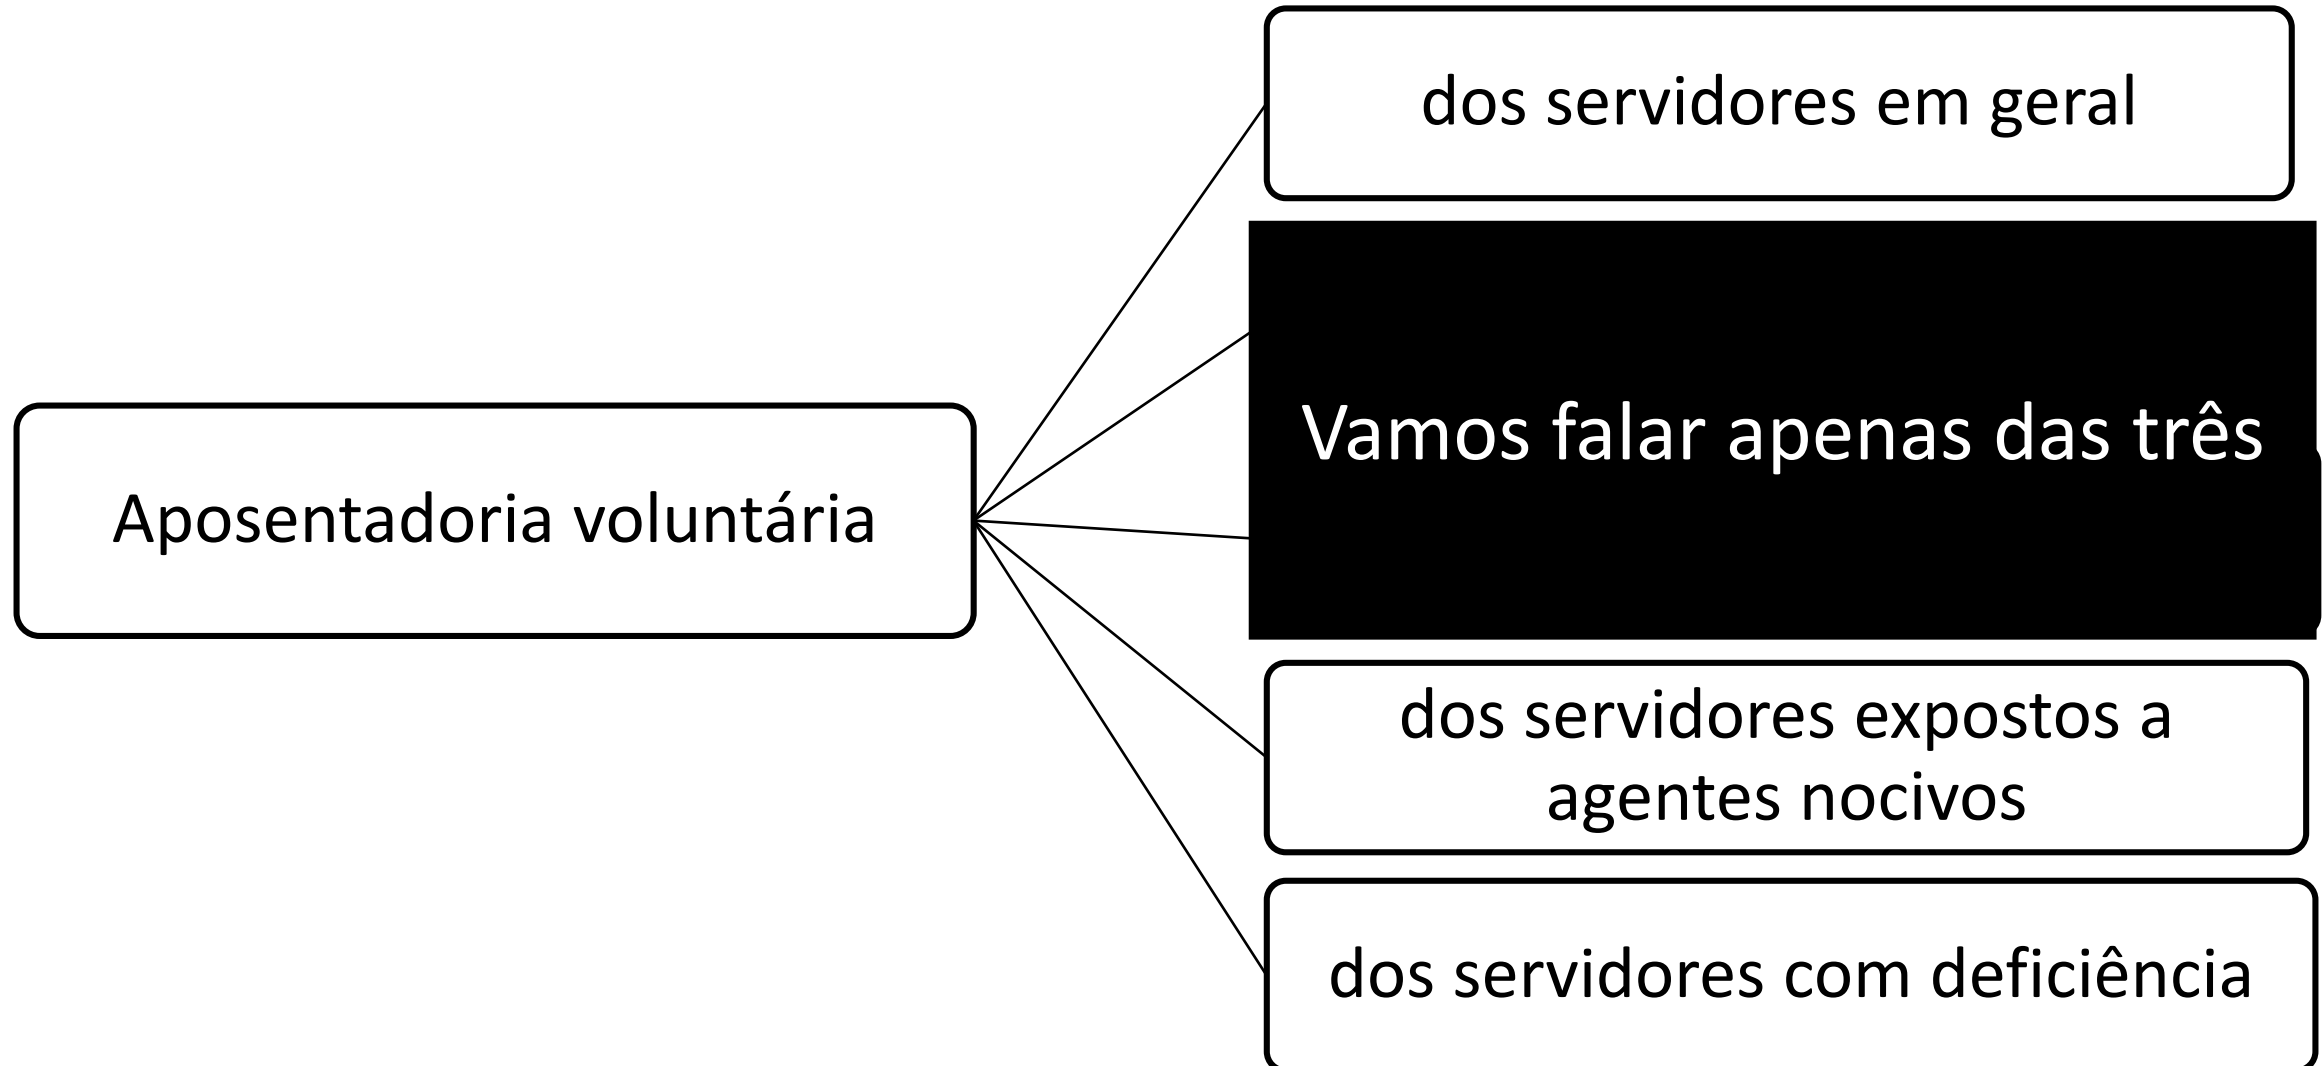 dos servidores em geral
Vamos falar apenas das três
Aposentadoria voluntária
dos servidores expostos a
agentes nocivos
dos servidores com deficiência